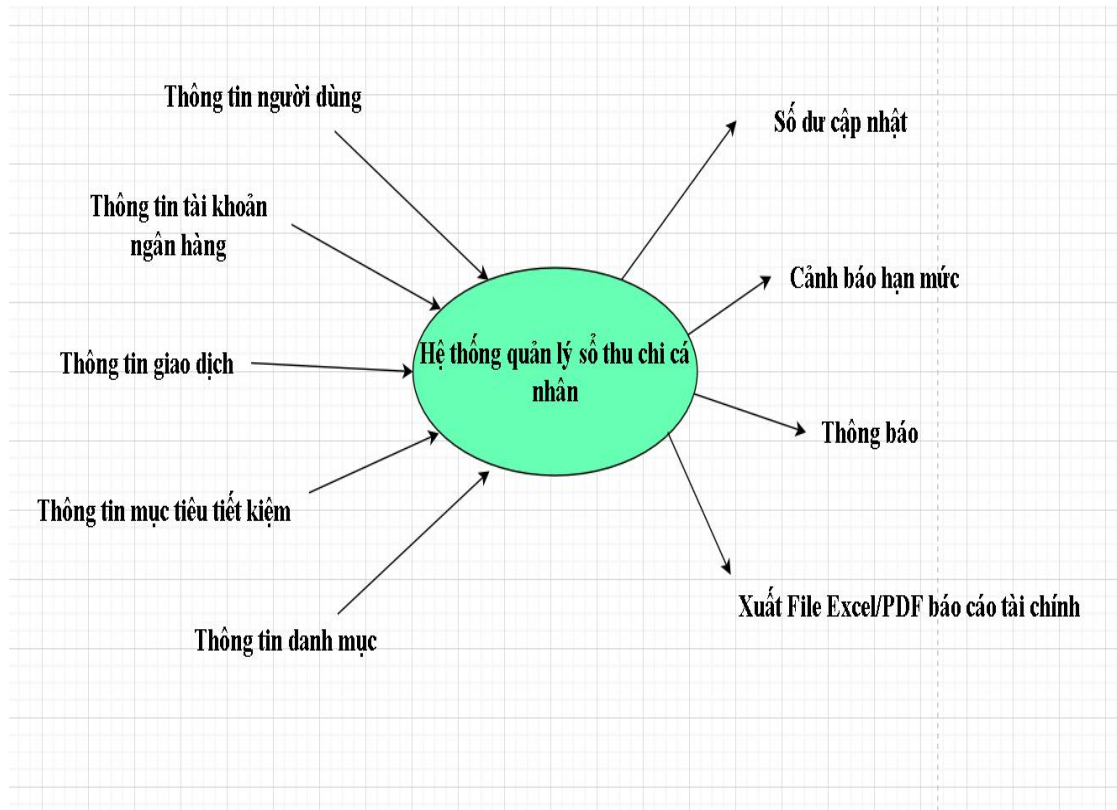 Thông tin người dùng
Số dư cập nhật
Thông tin tài khoản
ngân hàng
Cảnh báo hạn mức
Hệ thống quản lý sổ thu chi cá
nhân
Thông tin giao dịch
Thông báo
Thông tin mục tiêu tiết kiệm
Xuất File Excel/PDF báo cáo tài chính
Thông tin danh mục